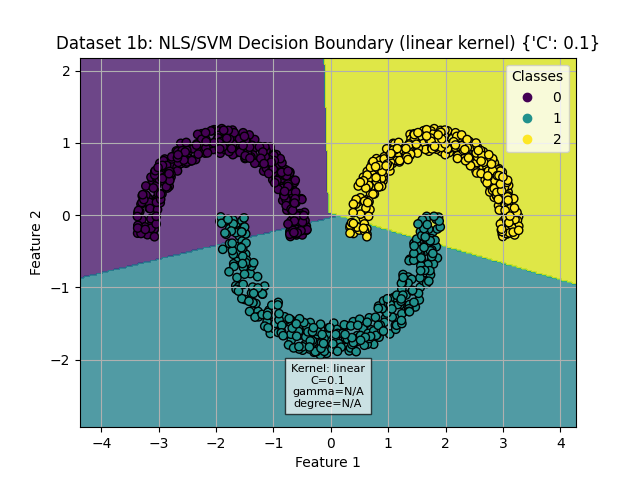 Dataset 1b: NLS/SVM Decision Boundary (linear kernel) {'C': 0.1}
Classes
0
1
2
2
1
0
−1
−2
Feature 2
Kernel: linear
C=0.1
gamma=N/A
degree=N/A
−4 −3 −2 −1 0 1 2 3 4
Feature 1